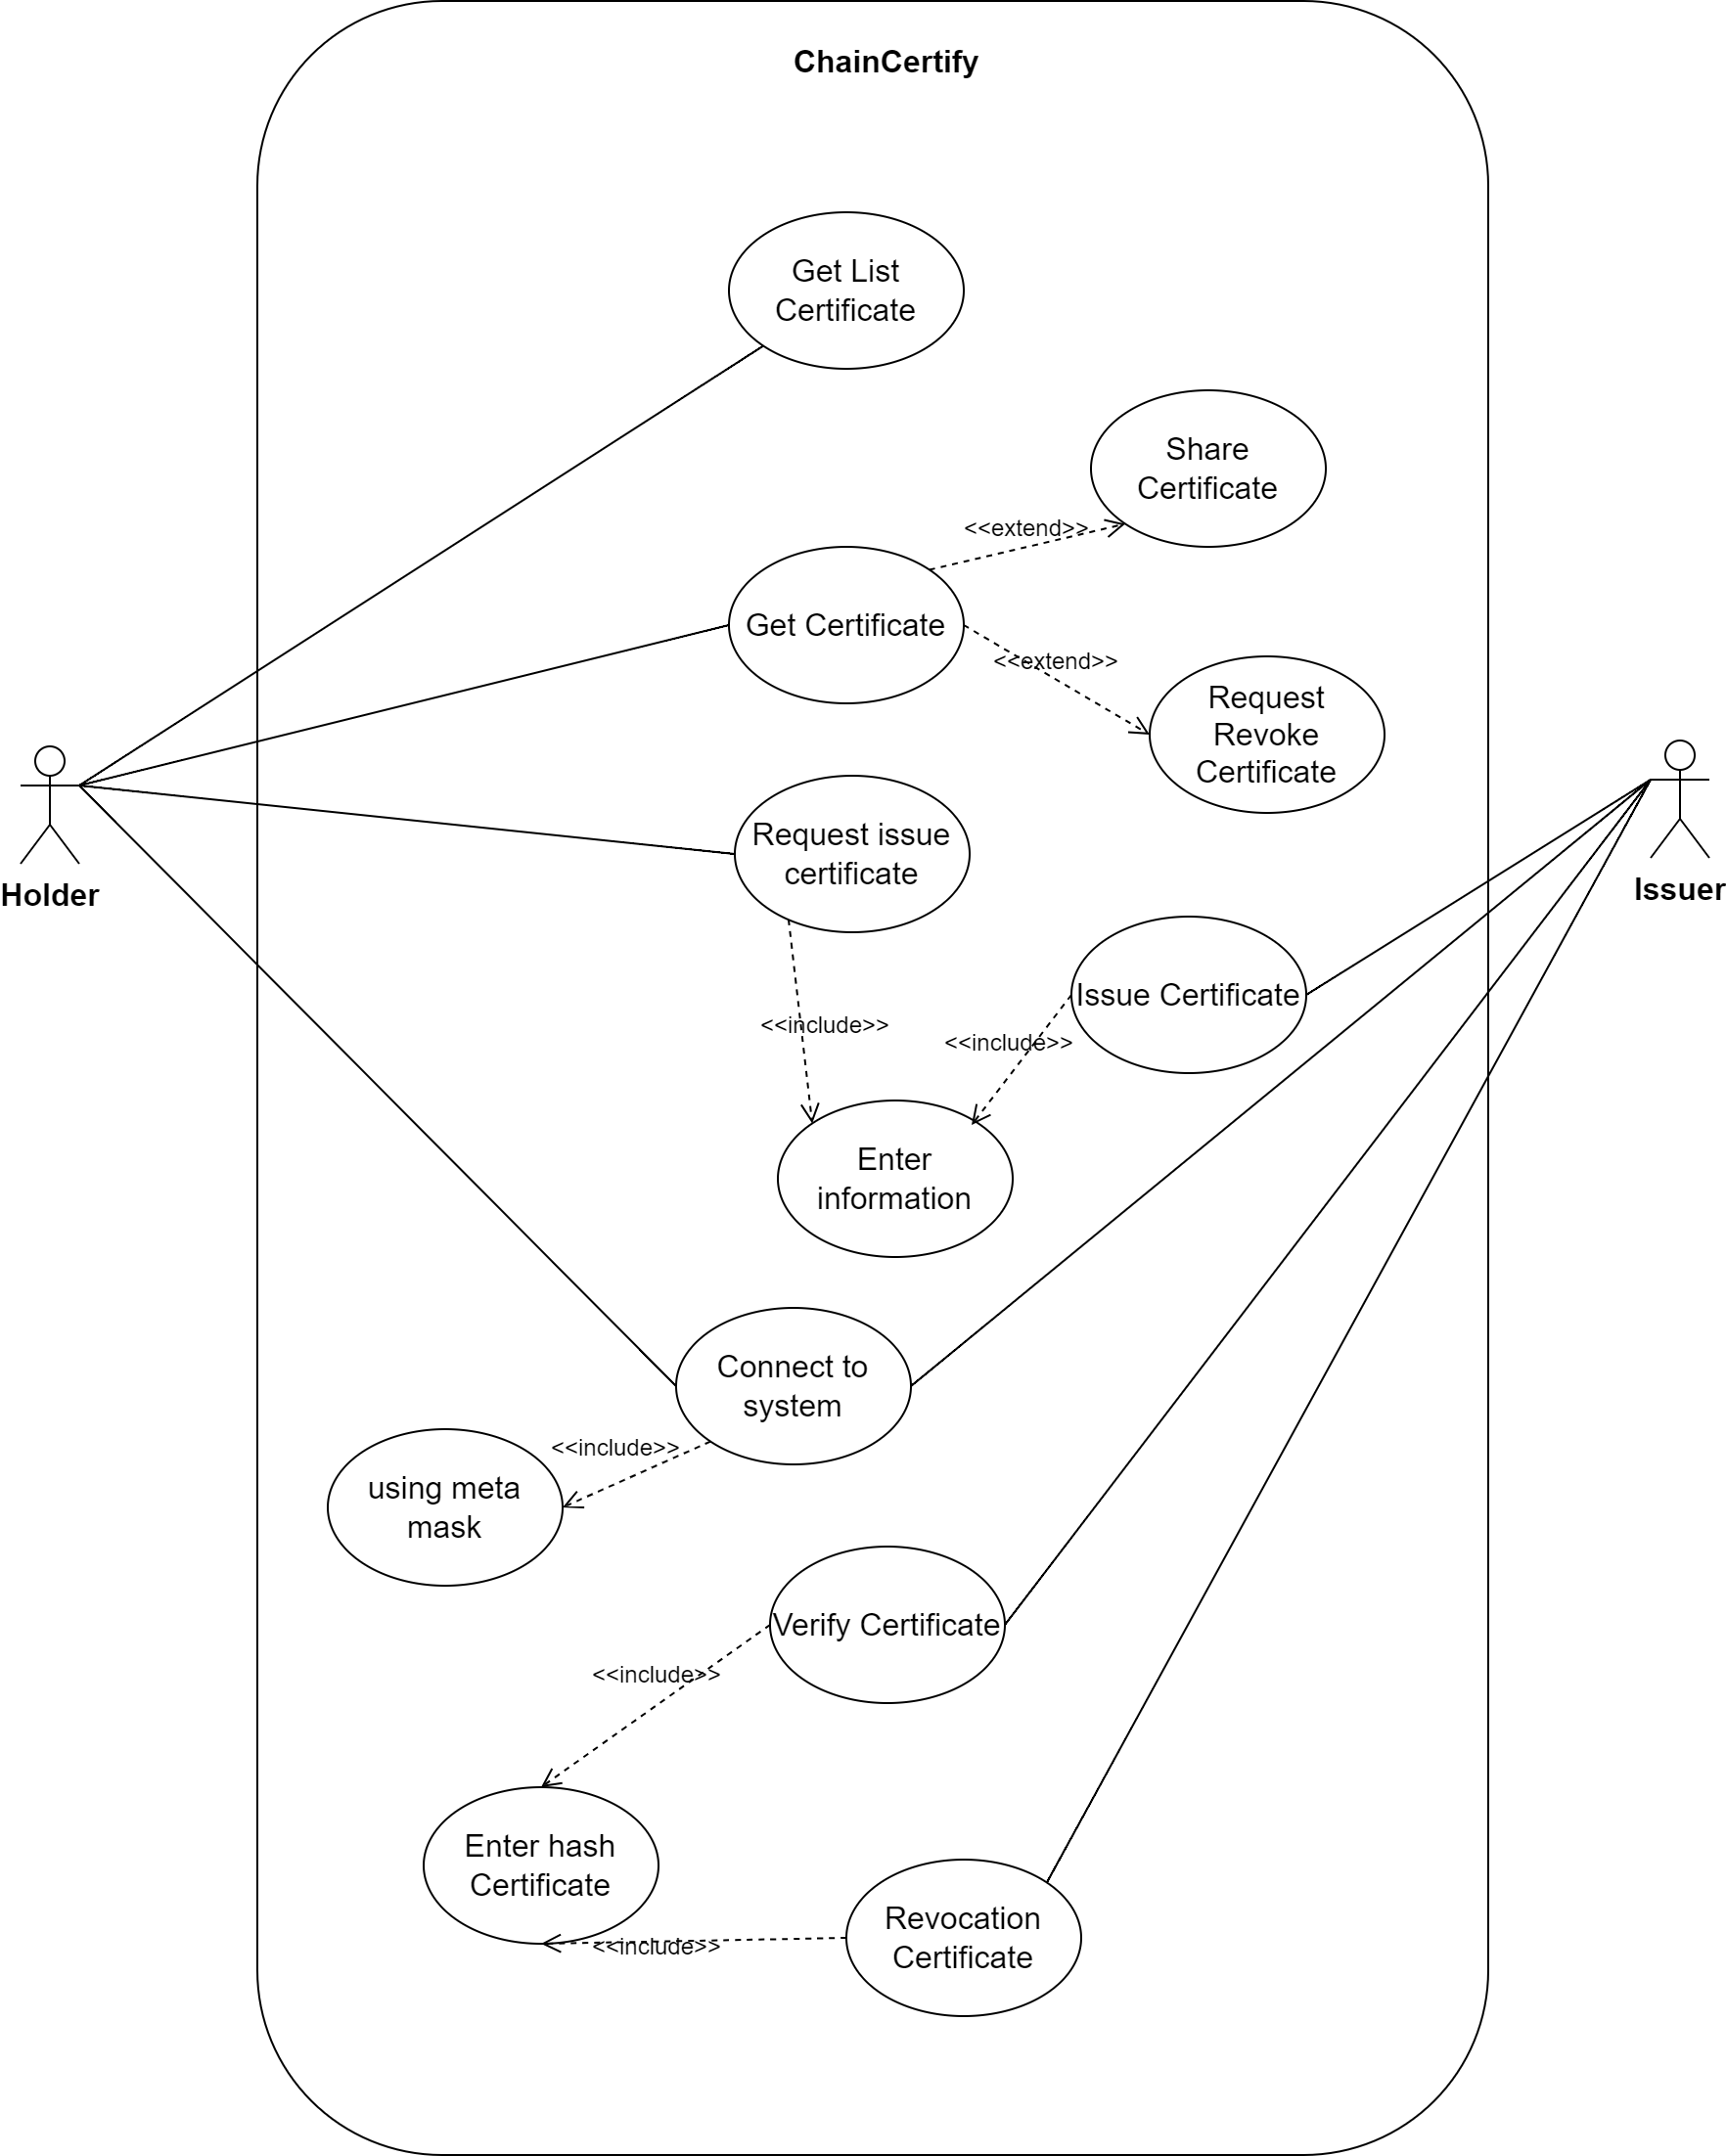 ChainCertify
Get List
Certificate
Share
Certificate
<<extend>>
Get Certificate
<<extend>>
Request
Revoke
Certificate
Holder
Issuer
Request issue
certificate
Issue Certificate
<<include>>
<<include>>
Enter
information
Connect to
system
<<include>>
using meta
mask
Verify Certificate
<<include>>
Enter hash
Certificate
Revocation
Certificate
<<include>>